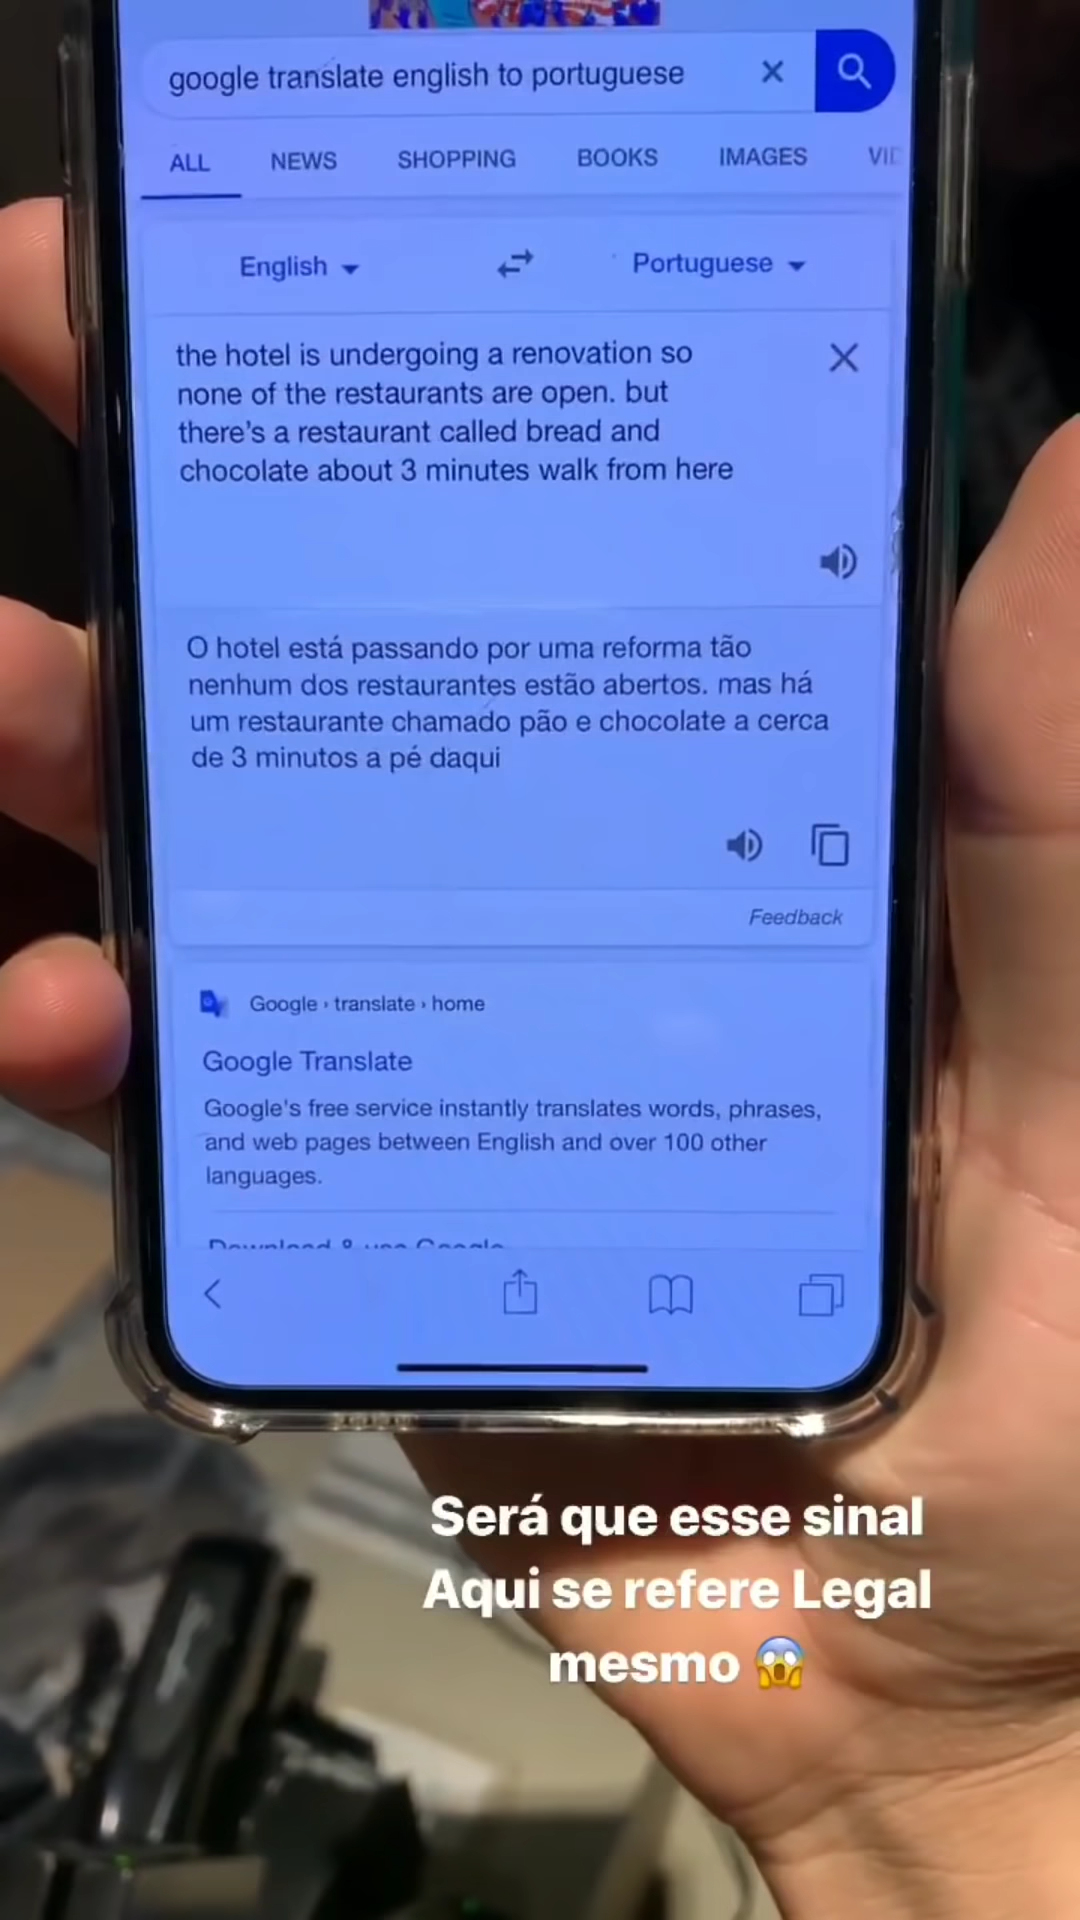 google translate english to portuguese
ALL NEWS SHOPPING BOOKS IMAGES
English Portuguese
the hotel is undergoing a renovation so
none of the restaurants are open. but
there's a restaurant called bread and
chocolate about 3 minutes walk from here
O hotel está passando por uma reforma tão
nenhum dos restaurantes estão abertos. mas há
um restaurante chamado pão e chocolate a cerca
de 3 minutos a pé daqui
Feedback
Google › translate › home
Google Translate
Google's free service instantly translates words, phrases,
and web pages between English and over 100 other
languages.
Download & use Google
Será que esse sinal
Aqui se refere Legal
mesmo 😱